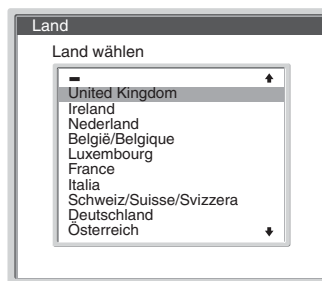 Land
Land wählen
-
United Kingdom
Ireland
Nederland
België/Belgique
Luxembourg
France
Italia
Schweiz/Suisse/Svizzera
Deutschland
Österreich